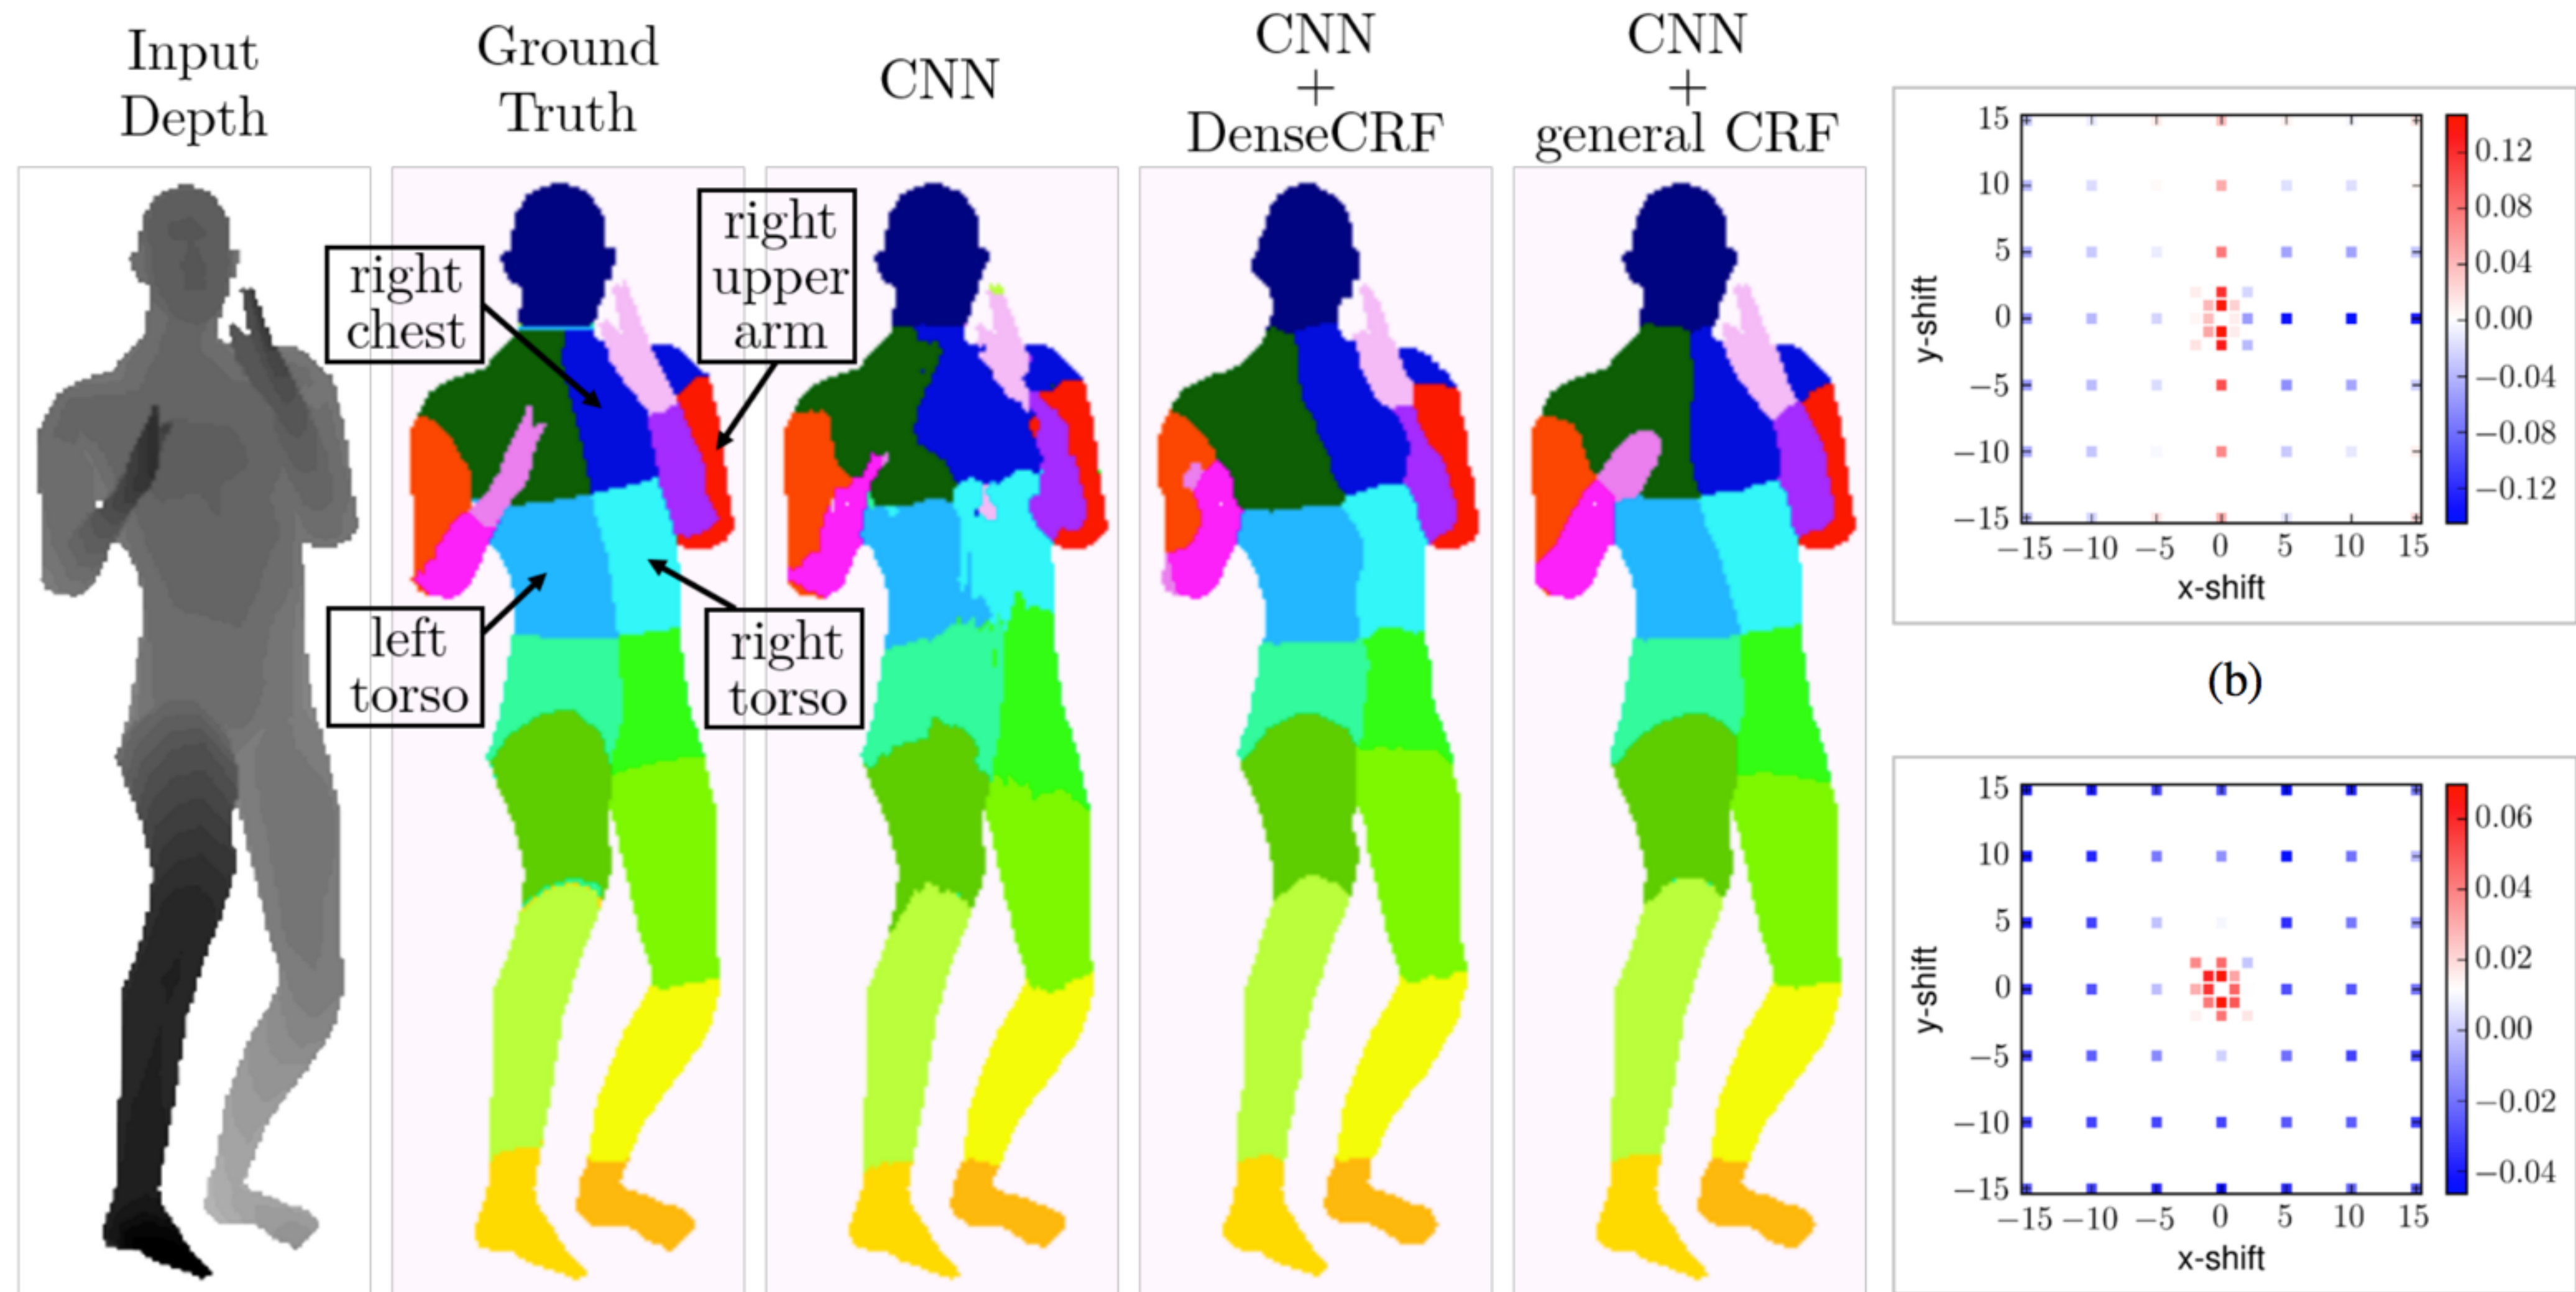 Input
Depth
Ground
Truth
CNN
CNN
+
DenseCRF
CNN
+
general CRF
right
chest
right
upper
arm
left
torso
right
torso
15
10
5
0
−5
−10
−15
y-shift
−15 −10 −5 0 5 10 15
x-shift
0.12
0.08
0.04
0.00
−0.04
−0.08
−0.12
(b)
15
10
5
0
−5
−10
−15
y-shift
−15 −10 −5 0 5 10 15
x-shift
0.06
0.04
0.02
0.00
−0.02
−0.04